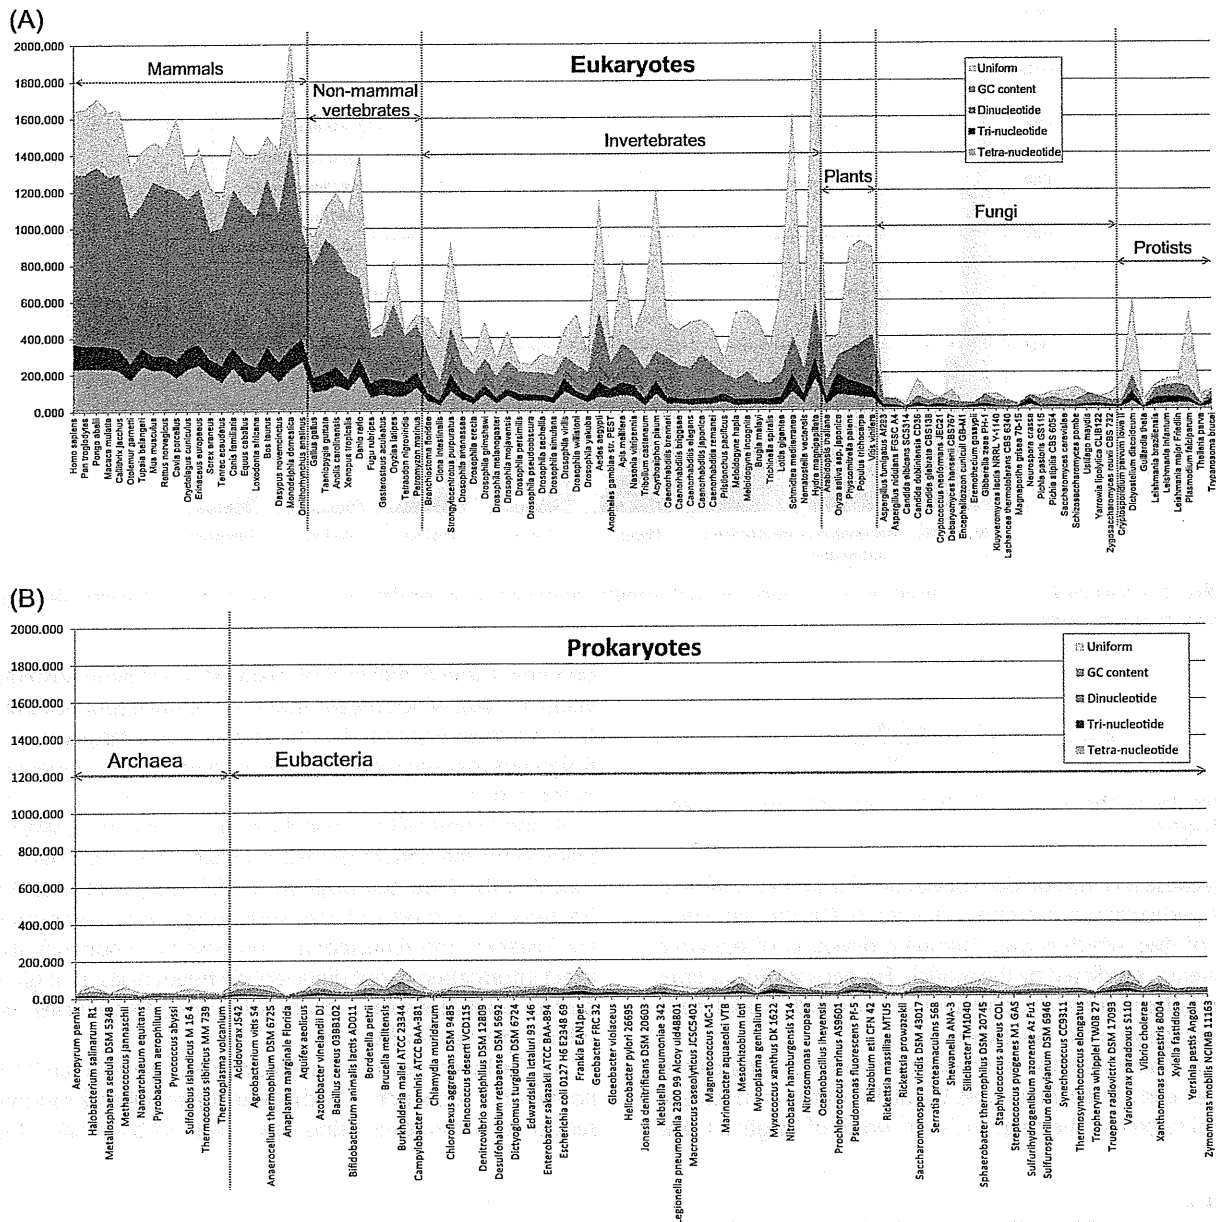 (A)
2000.000
1800.000
1600.000
1400.000
1200.000
1000.000
800.000
600.000
400.000
200.000
0.000
Eukaryotes
Mammals
Non-mammal
vertebrates
Invertebrates
Plants
Fungi
Protists
Uniform
GC content
Dinucleotide
Tri-nucleotide
Tetra-nucleotide
Homo sapiens
Pan troglodytes
Pongo abelii
Macaca mulatta
Callithrix jacchus
Otolemur garneti
Tupaia belangeri
Mus musculus
Rattus norvegicus
Cavia porcellus
Oryctolagus cuniculus
Erinaceus europaeus
Sorex araneus
Tenrec ecaudatus
Canis familiaris
Equus caballus
Loxodonta africana
Bos taurus
Dasypus novemcinctus
Monodelphis domestica
Ornithorhynchus anatinus
Gallus gallus
Taeniopygia guttata
Anolis carolinensis
Xenopus tropicalis
Danio rerio
Fugu rubripes
Gasterosteus aculeatus
Oryzias latipes
Tetraodon nigroviridis
Petromyzon marinus
Branchiostoma floridae
Ciona intestinalis
Strongylocentrotus purpuratus
Drosophila ananassae
Drosophila erecta
Drosophila grimshawi
Drosophila melanogaster
Drosophila mojavensis
Drosophila persimilis
Drosophila pseudoobscura
Drosophila sechella
Drosophila simulans
Drosophila virilis
Drosophila willistoni
Drosophila yakuba
Aedes aegypti
Anopheles gambiae str. PEST
Apis mellifera
Nasonia vitripennis
Tribolium castaneum
Acyrthosiphon pisum
Caenorhabditis brenneri
Caenorhabditis briggsae
Caenorhabditis elegans
Caenorhabditis japonica
Caenorhabditis remanei
Pristionchus pacificus
Meloidogyne hapla
Meloidogyne incognita
Brugia malayi
Trichinella spiralis
Lottia gigantea
Schmidtea mediterranea
Nematostella vectensis
Hydra magnipapillata
Arabidopsis thaliana
Oryza sativa ssp. japonica
Physcomitrella patens
Populus trichocarpa
Vitis vinifera
Aspergillus fumigatus Af293
Aspergillus nidulans FGSC A4
Candida albicans SC5314
Candida dubliniensis CD36
Candida glabrata CBS138
Cryptococcus neoformans JEC21
Debaryomyces hansenii CBS767
Encephalitozoon cuniculi GB-M1
Eremothecium gossypii
Gibberella zeae PH-1
Kluyveromyces lactis NRRL Y-1140
Lachancea thermotolerans CBS 6340
Magnaporthe grisea 70-15
Neurospora crassa
Pichia pastoris GS115
Pichia stipitis CBS 6054
Saccharomyces cerevisae
Schizosaccharomyces pombe
Ustilago maydis
Yarrowia lipolytica CLIB122
Zygosaccharomyces rouxii CBS 732
Cryptosporidium parvum Iowa II
Dictyostelium discoideum
Guillardia theta
Leishmania braziliensis
Leishmania infantum
Leishmania major Friedlin
Plasmodium falciparum
Theileria parva
Trypanosoma brucei
(B)
2000.000
1800.000
1600.000
1400.000
1200.000
1000.000
800.000
600.000
400.000
200.000
0.000
Prokaryotes
Archaea
Eubacteria
Uniform
GC content
Dinucleotide
Tri-nucleotide
Tetra-nucleotide
Aeropyrum pernix
Halobacterium salinarum R1
Metallosphaera sedula DSM 5348
Methanococcus jannaschii
Nanoarchaeum equitans
Pyrobaculum aerophilum
Pyrococcus abyssi
Sulfolobus islandicus M 16 4
Thermococcus sibiricus MM 739
Thermoplasma volcanium
Acidovorax JS42
Agrobacterium vitis S4
Anaerocellum thermophilum DSM 6725
Anaplasma marginale Florida
Aquifex aeolicus
Azotobacter vinelandii DJ
Bacillus cereus 03BB102
Bifidobacterium animalis lactis AD011
Bordetella petrii
Brucella melitensis
Burkholderia mallei ATCC 23344
Campylobacter hominis ATCC BAA-381
Chlamydia muridarum
Chloroflexus aggregans DSM 9485
Deinococcus deserti VCD115
Denitrovibrio acetiphilus DSM 12809
Desulfohalobium retbaense DSM 5692
Dictyoglomus turgidum DSM 6724
Edwardsiella ictaluri 93 146
Enterobacter sakazakii ATCC BAA-894
Escherichia coli 0127 H6 E2348 69
Frankia EAN1pec
Geobacter FRC 32
Gloeobacter violaceus
Helicobacter pylori 26695
Jonesia denitrificans DSM 20603
Klebsiella pneumoniae 342
Legionella pneumophila 2300 99 Alcoy uId48801
Macrococcus caseolyticus JCSC5402
Magnetococcus MC-1
Marinobacter aquaeolei VT8
Mesorhizobium loti
Mycoplasma genitalium
Myxococcus xanthus DK 1622
Nitrobacter hamburgensis X14
Nitrosomonas europaea
Oceanobacillus iheyensis
Prochlorococcus marinus AS9601
Pseudomonas fluorescens Pf-5
Rhizobium etli CFN 42
Rickettsia massiliae MTU5
Rickettsia prowazekii
Saccharomonospora viridis DSM 43017
Serratia proteamaculans 568
Shewanella ANA-3
Silicibacter TM1040
Sphaerobacter thermophilus DSM 20745
Staphylococcus aureus COL
Streptococcus pyogenes M1 GAS
Sulfurihydrogenibium azorense Az Fu1
Sulfurospirillum deleyianum DSM 6946
Synechococcus CC9311
Thermosynechococcus elongatus
Tropheryma whipplei TW08 27
Truepera radiovictrix DSM 17093
Variovorax paradoxus S110
Vibrio cholerae
Xanthomonas campestris 8004
Xylella fastidiosa
Yersinia pestis Angola
Zymomonas mobilis NCIMB 11163